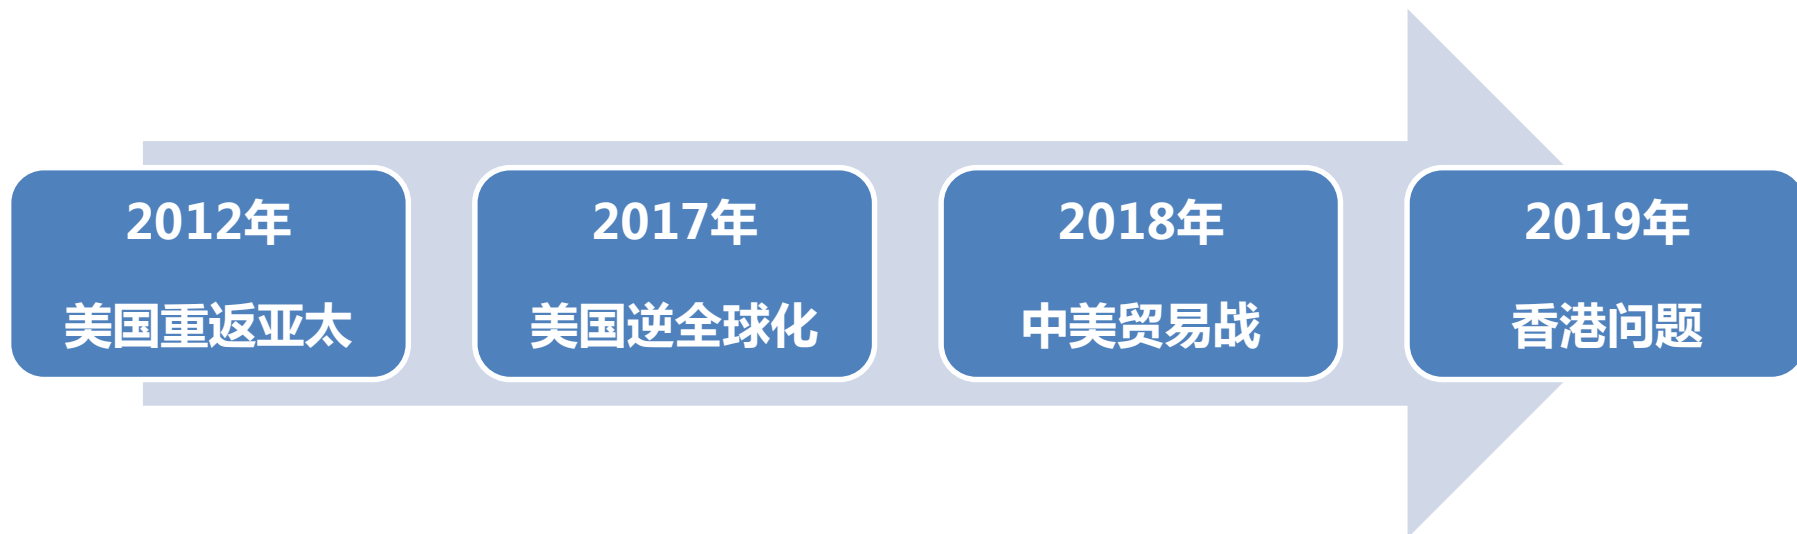 2012年
美国重返亚太
2017年
美国逆全球化
2018年
中美贸易战
2019年
香港问题